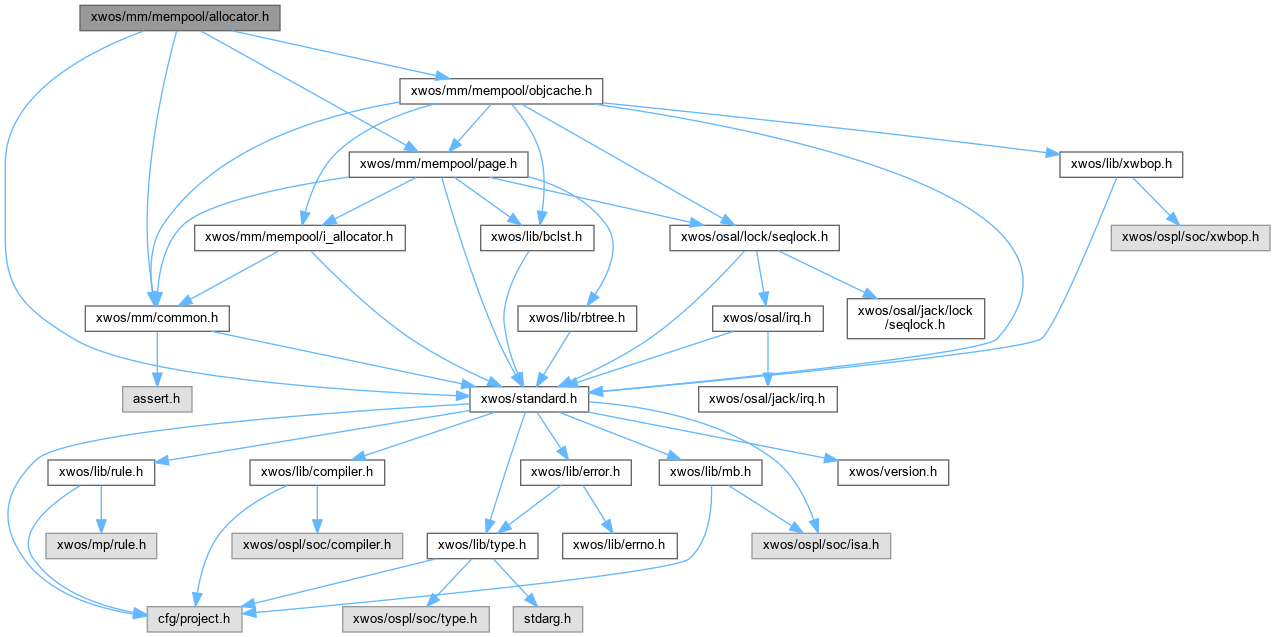 xwos/mm/mempool/allocator.h
xwos/mm/mempool/objcache.h
xwos/mm/mempool/page.h
xwos/lib/xwbop.h
xwos/mm/mempool/i_allocator.h
xwos/lib/bclst.h
xwos/osal/lock/seqlock.h
xwos/ospl/soc/xwbop.h
xwos/mm/common.h
xwos/lib/rbtree.h
xwos/osal/irq.h
xwos/osal/jack/lock
/seqlock.h
assert.h
xwos/standard.h
xwos/osal/jack/irq.h
xwos/lib/rule.h
xwos/lib/compiler.h
xwos/lib/error.h
xwos/lib/mb.h
xwos/version.h
xwos/mp/rule.h
xwos/ospl/soc/compiler.h
xwos/lib/type.h
xwos/lib/errno.h
xwos/ospl/soc/isa.h
cfg/project.h
xwos/ospl/soc/type.h
stdarg.h